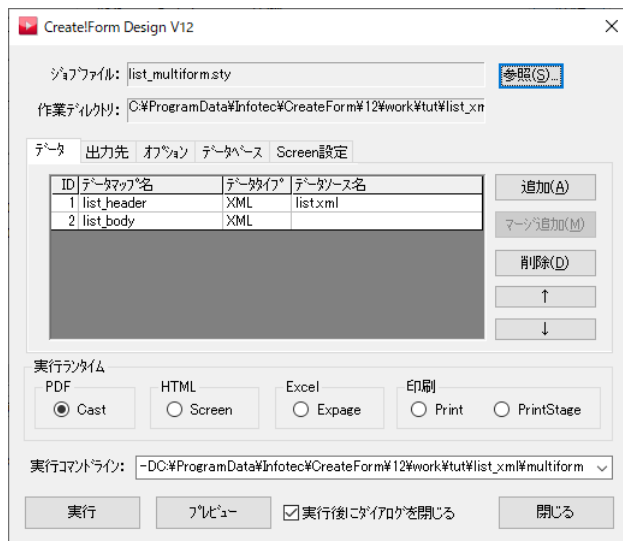 Create!Form Design V12
ジョブファイル: list_multiform.sty 参照(S)...
作業ディレクトリ: C:¥ProgramData¥Infotec¥CreateForm¥12¥work¥tut¥list_xm
データ 出力先 オプション データベース Screen設定
ID データマップ名 データタイプ データソース名
1 list_header XML list.xml
2 list_body XML
追加(A)
マージ追加(M)
削除(D)
↑
↓
実行ランタイム
PDF HTML Excel 印刷
Cast Screen Expage Print PrintStage
実行コマンドライン: -DC:¥ProgramData¥Infotec¥CreateForm¥12¥work¥tut¥list_xml¥multiform
実行 プレビュー 実行後にダイアログを閉じる 閉じる